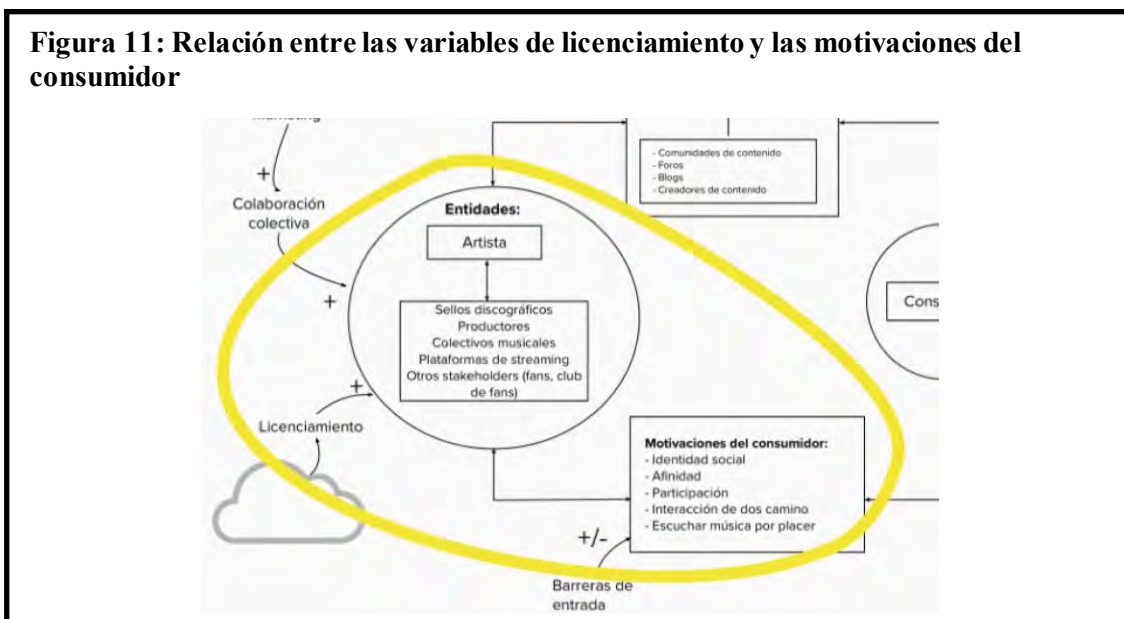 Figura 11: Relación entre las variables de licenciamiento y las motivaciones del
consumidor
+
Colaboración
colectiva
+
- Comunidades de contenido
- Foros
- Blogs
- Creadores de contenido
Entidades:
Artista
Sellos discográficos
Productores
Colectivos musicales
Plataformas de streaming
Otros stakeholders (fans, club
de fans)
Cons
+
Licenciamiento
Motivaciones del consumidor:
- Identidad social
- Afinidad
- Participación
- Interacción de dos camino
- Escuchar música por placer
+/-
Barreras de
entrada